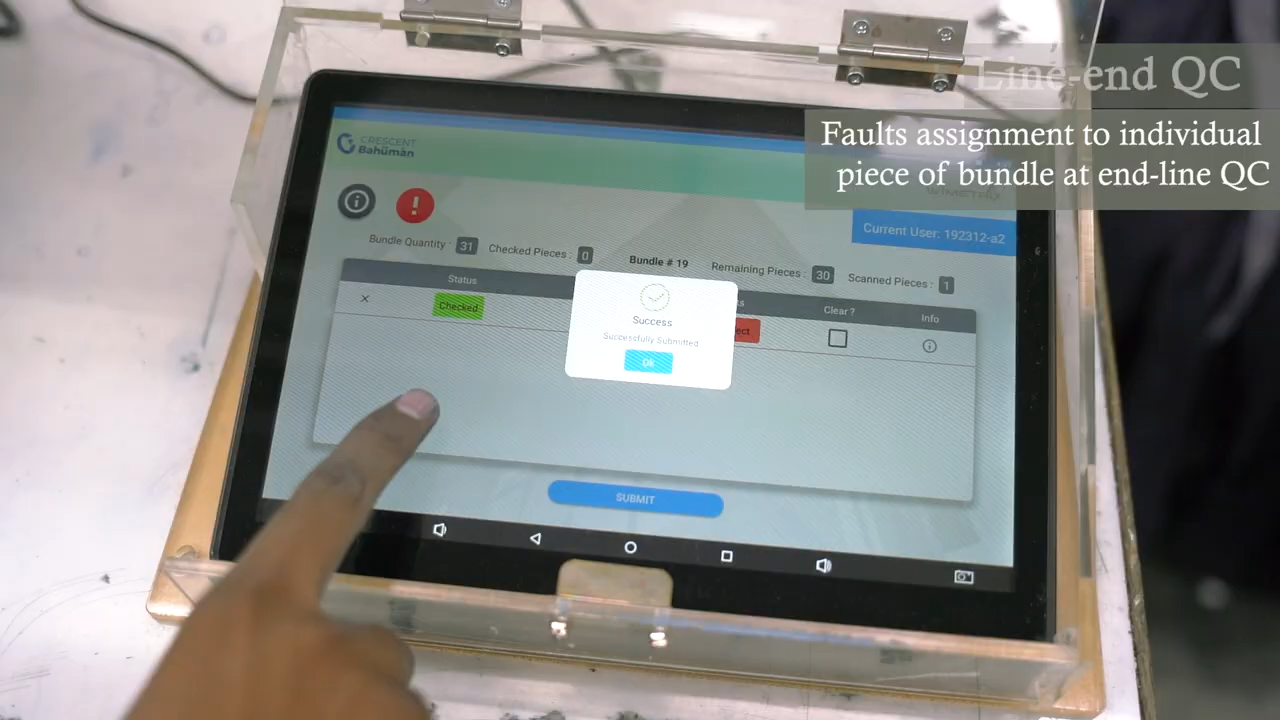 Line-end QC
Faults assignment to individual
piece of bundle at end-line QC
CRESCENT
Bahüman
Current User: 192312-a2
Bundle Quantity : 31 Checked Pieces : 0 Bundle # 19 Remaining Pieces : 30 Scanned Pieces : 1
Status Clear ? Info
× Checked
Success
Successfully Submitted
Ok
SUBMIT